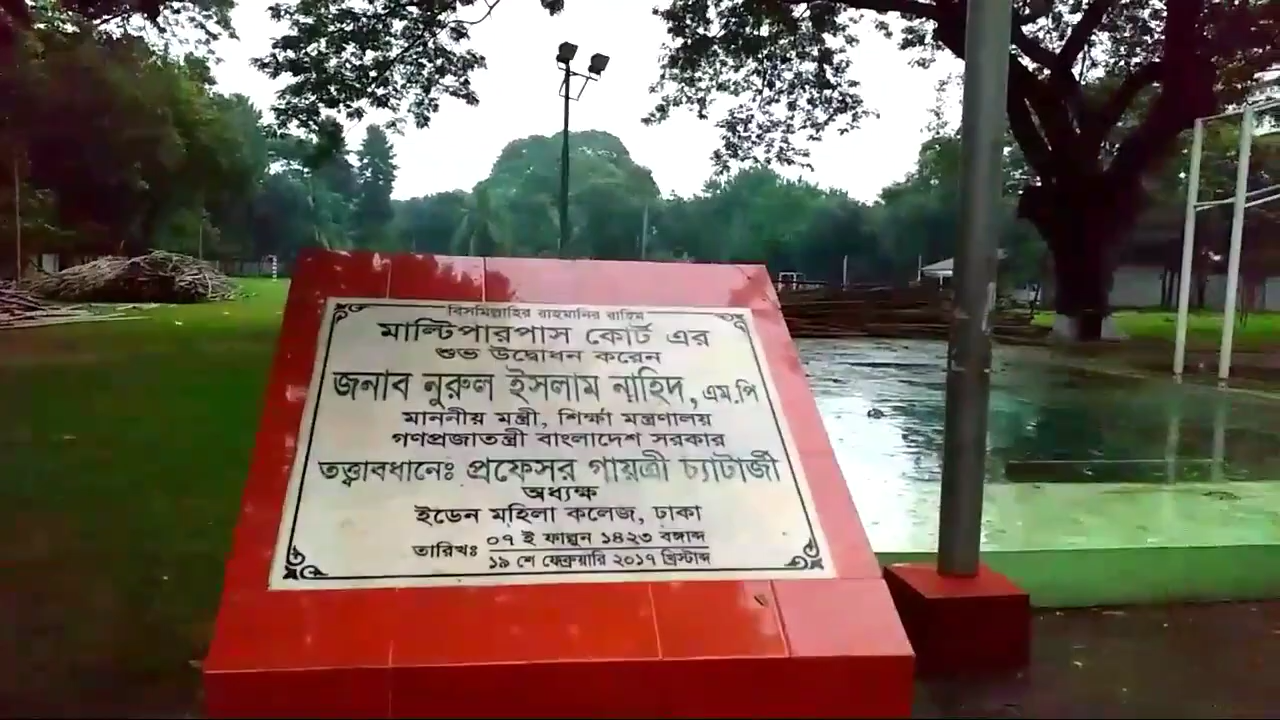 বিসমিল্লাহির রাহমানির রাহিম
মাল্টিপারপাস কোর্ট এর
শুভ উদ্বোধন করেন
জনাব নুরুল ইসলাম নাহিদ, এম.পি
মাননীয় মন্ত্রী, শিক্ষা মন্ত্রণালয়
গণপ্রজাতন্ত্রী বাংলাদেশ সরকার
তত্ত্বাবধানেঃ প্রফেসর গায়ত্রী চ্যাটার্জী
অধ্যক্ষ
ইডেন মহিলা কলেজ, ঢাকা
তারিখঃ ০৭ ই ফাল্গুন ১৪২৩ বঙ্গাব্দ
১৯ শে ফেব্রুয়ারি ২০১৭ খ্রিস্টাব্দ